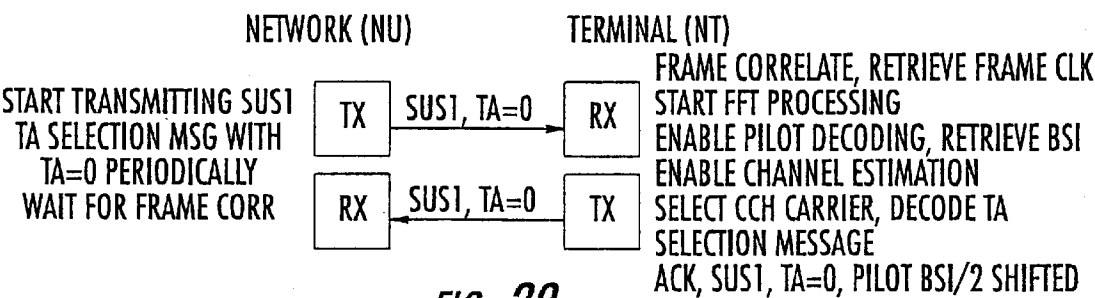 NETWORK (NU)
TERMINAL (NT)
START TRANSMITTING SUS1
TA SELECTION MSG WITH
TA=0 PERIODICALLY
WAIT FOR FRAME CORR
TX
SUS1, TA=0
RX
RX
SUS1, TA=0
TX
FRAME CORRELATE, RETRIEVE FRAME CLK
START FFT PROCESSING
ENABLE PILOT DECODING, RETRIEVE BSI
ENABLE CHANNEL ESTIMATION
SELECT CCH CARRIER, DECODE TA
SELECTION MESSAGE
ACK, SUS1, TA=0, PILOT BSI/2 SHIFTED